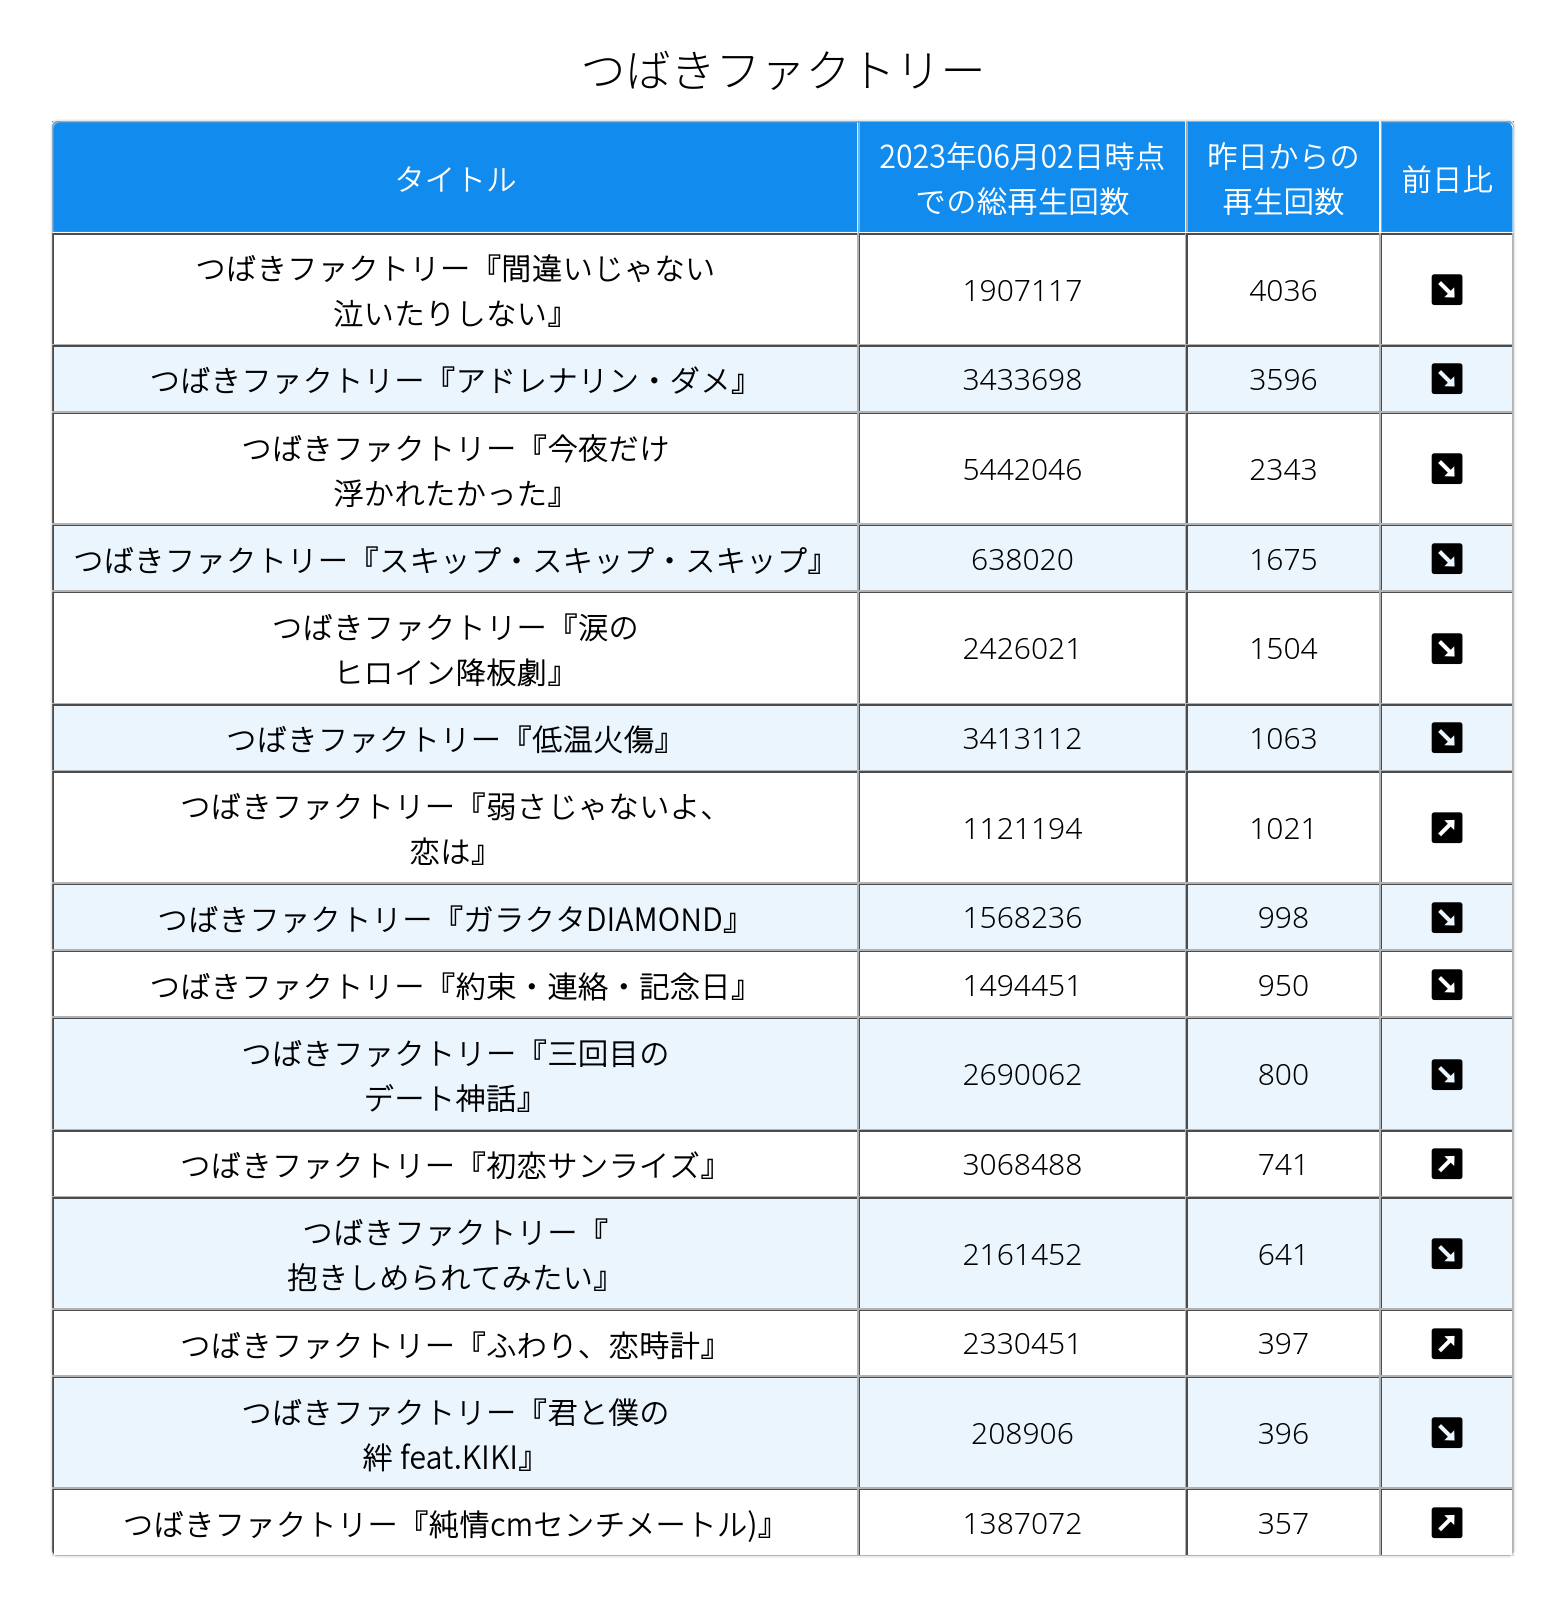 つばきファクトリー
タイトル
2023年06月02日時点
での総再生回数
昨日からの
再生回数
前日比
つばきファクトリー『間違いじゃない
泣いたりしない』
1907117
4036
つばきファクトリー『アドレナリン・ダメ』
3433698
3596
つばきファクトリー『今夜だけ
浮かれたかった』
5442046
2343
つばきファクトリー『スキップ・スキップ・スキップ』
638020
1675
つばきファクトリー『涙の
ヒロイン降板劇』
2426021
1504
つばきファクトリー『低温火傷』
3413112
1063
つばきファクトリー『弱さじゃないよ、
恋は』
1121194
1021
つばきファクトリー『ガラクタDIAMOND』
1568236
998
つばきファクトリー『約束・連絡・記念日』
1494451
950
つばきファクトリー『三回目の
デート神話』
2690062
800
つばきファクトリー『初恋サンライズ』
3068488
741
つばきファクトリー『
抱きしめられてみたい』
2161452
641
つばきファクトリー『ふわり、恋時計』
2330451
397
つばきファクトリー『君と僕の
絆 feat.KIKI』
208906
396
つばきファクトリー『純情cmセンチメートル)』
1387072
357